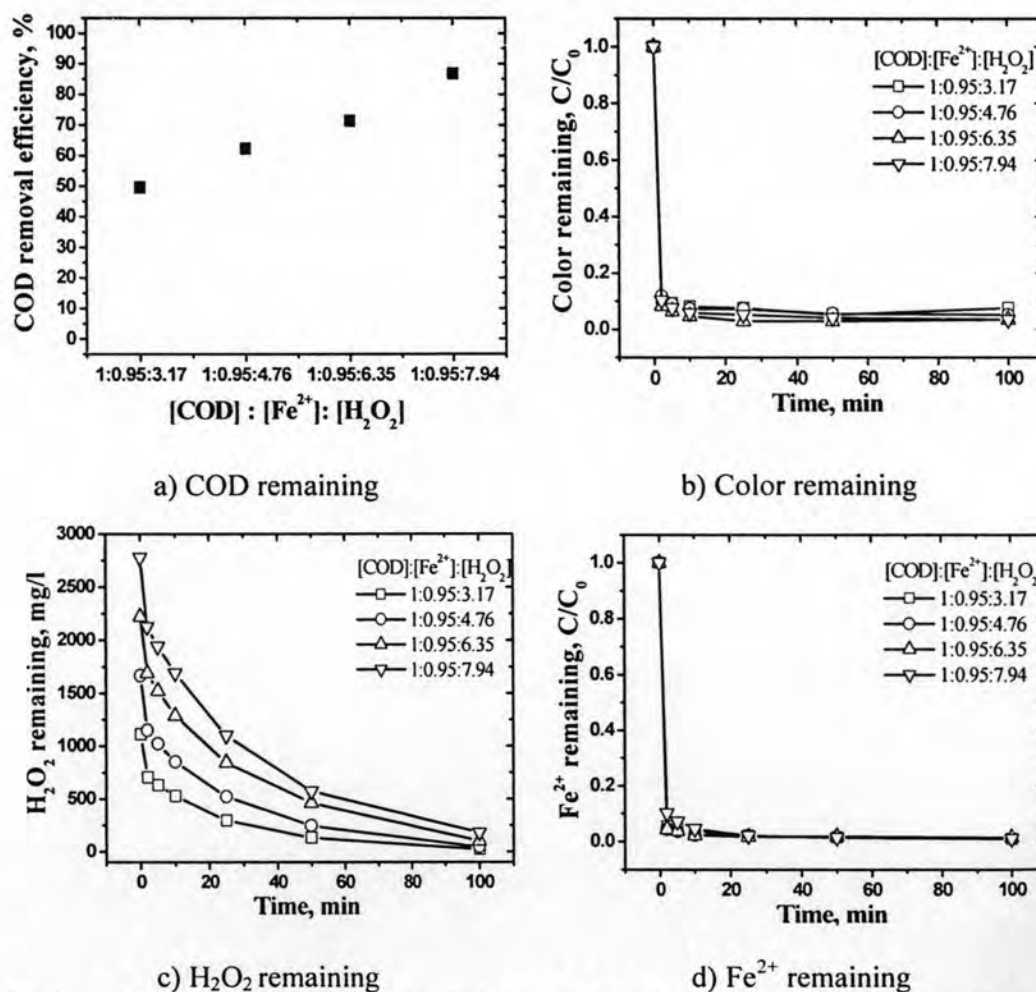 COD removal efficiency, %
100
90
80
70
60
50
40
30
20
10
0
1:0.95:3.17 1:0.95:4.76 1:0.95:6.35 1:0.95:7.94
[COD] : [Fe²⁺]: [H₂O₂]
a) COD remaining
Color remaining, C/C₀
1.0
0.8
0.6
0.4
0.2
0.0
[COD]:[Fe²⁺]:[H₂O₂]
1:0.95:3.17
1:0.95:4.76
1:0.95:6.35
1:0.95:7.94
0 20 40 60 80 100
Time, min
b) Color remaining
H₂O₂ remaining, mg/l
3000
2500
2000
1500
1000
500
0
[COD]:[Fe²⁺]:[H₂O₂]
1:0.95:3.17
1:0.95:4.76
1:0.95:6.35
1:0.95:7.94
0 20 40 60 80 100
Time, min
c) H₂O₂ remaining
Fe²⁺ remaining, C/C₀
1.0
0.8
0.6
0.4
0.2
0.0
[COD]:[Fe²⁺]:[H₂O₂
1:0.95:3.17
1:0.95:4.76
1:0.95:6.35
1:0.95:7.94
0 20 40 60 80 100
Time, min
d) Fe²⁺ remaining